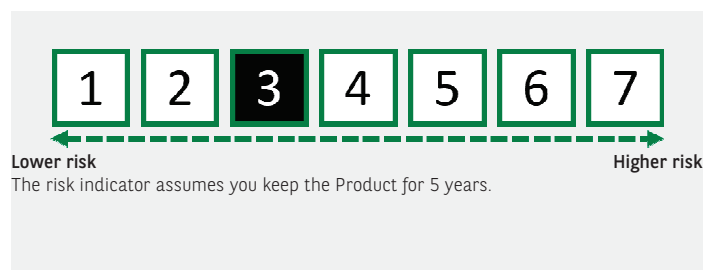 1 2 3 4 5 6 7
Lower risk Higher risk
The risk indicator assumes you keep the Product for 5 years.